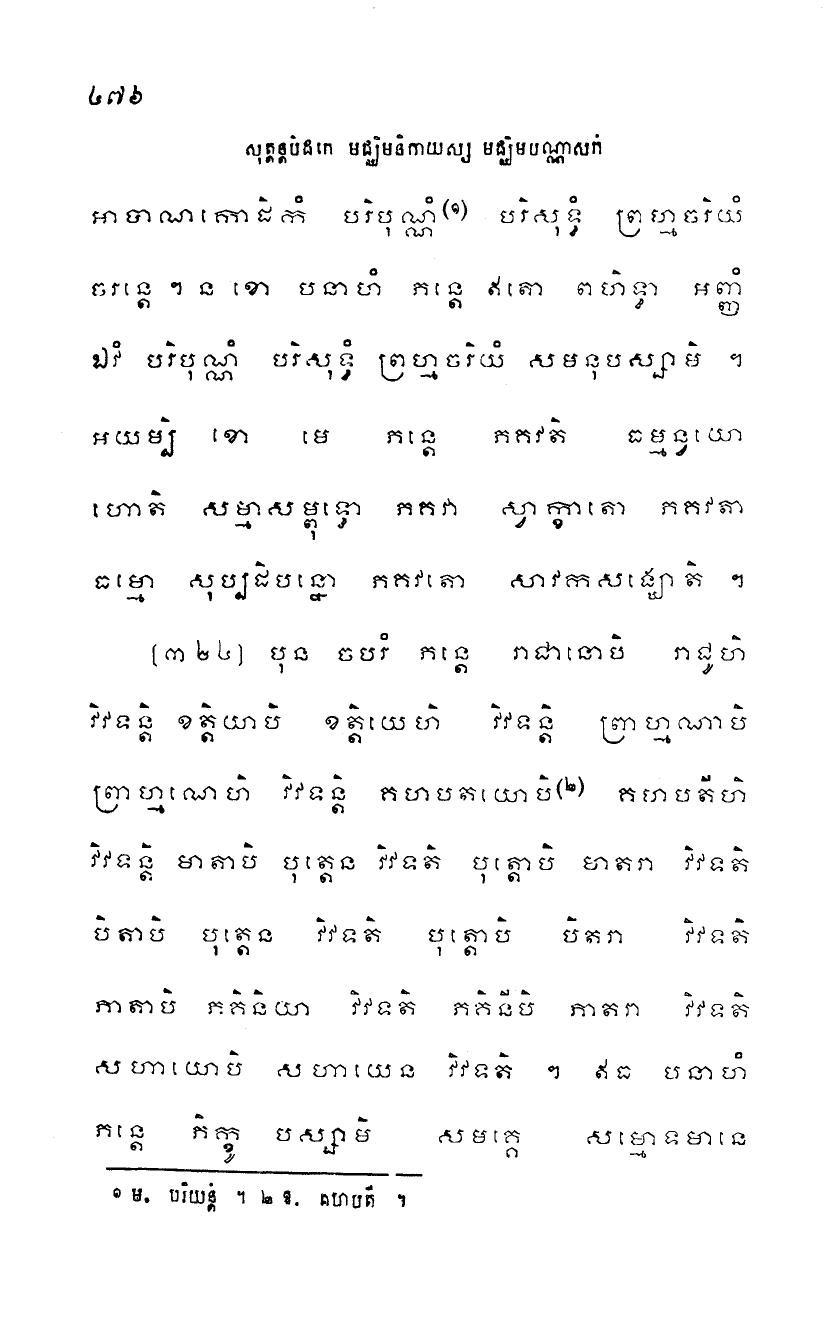 ៤៧៦
សុត្តន្តបិដកេ មជ្ឈិមនិកាយស្ស មជ្ឈិមបណ្ណាសកំ
អាបាណកោដិកំ បរិបុណ្ណំ(១) បរិសុទ្ធំ ព្រហ្មចរិយំ
ចរន្តេ ។ ន ខោ បនាហំ ភន្តេ ឥតោ ពហិទ្ធា អញ្ញំ
ឯវំ បរិបុណ្ណំ បរិសុទ្ធំ ព្រហ្មចរិយំ សមនុបស្សាមិ ។
អយម្បិ ខោ មេ ភន្តេ ភគវតិ ធម្មន្វយោ
ហោតិ សម្មាសម្ពុទ្ធោ ភគវា ស្វាក្ខាតោ ភគវតា
ធម្មោ សុប្បដិបន្នោ ភគវតោ សាវកសង្ឃោតិ ។
[៣២៤] បុន ចបរំ ភន្តេ រាជានោបិ រាជូហិ
វិវទន្តិ ខត្តិយាបិ ខត្តិយេហិ វិវទន្តិ ព្រាហ្មណាបិ
ព្រាហ្មណេហិ វិវទន្តិ គហបតយោបិ(២) គហបតីហិ
វិវទន្តិ មាតាបិ បុត្តេន វិវទតិ បុត្តោបិ មាតរា វិវទតិ
បិតាបិ បុត្តេន វិវទតិ បុត្តោបិ បិតរា វិវទតិ
ភាតាបិ ភគិនិយា វិវទតិ ភគិនីបិ ភាតរា វិវទតិ
សហាយោបិ សហាយេន វិវទតិ ។ ឥធ បនាហំ
ភន្តេ ភិក្ខូ បស្សាមិ សមគ្គេ សម្មោទមានេ
១ ម. បរិយន្តំ ។ ២ ឱ. គហបតី ។